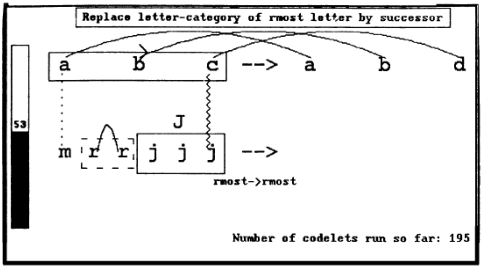 Replace letter-category of rmost letter by successor
a b c --> a b d
53
J
m r r j j j -->
rmost->rmost
Number of codelets run so far: 195